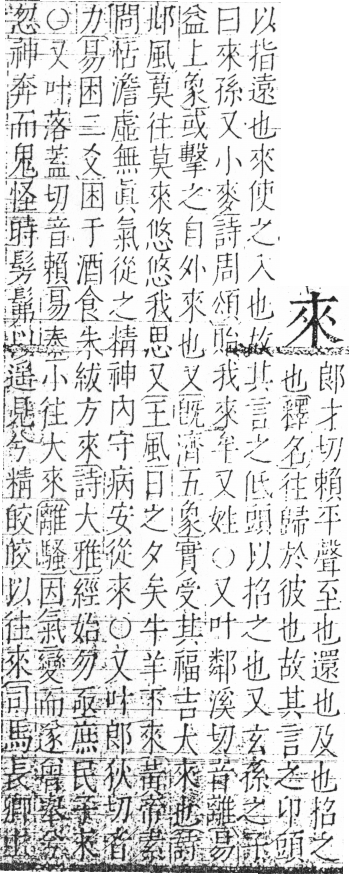 來
郎才切賴平聲至也還也及也招之
也釋名往歸於彼也故其言之卬頭
以指遠也來使之入也故其言之低頭以招之也又玄孫之子
曰來孫又小麥詩周頌貽我來牟又姓○又叶鄰溪切音離易
益上象或擊之自外來也又旣濟五象實受其福吉大來也詩
邶風莫往莫來悠悠我思又王風日之夕矣牛羊下來黃帝素
問恬澹虛無眞氣從之精神內守病安從來○又叶郎狄切音
力易困二爻困于酒食朱紱方來詩大雅經始勿亟庶民子來
○又叶落蓋切音賴易泰小往大來離騷因氣變而遂曾舉兮
忽神奔而鬼怪時髣髴以遥見兮精皎皎以往來司馬長卿